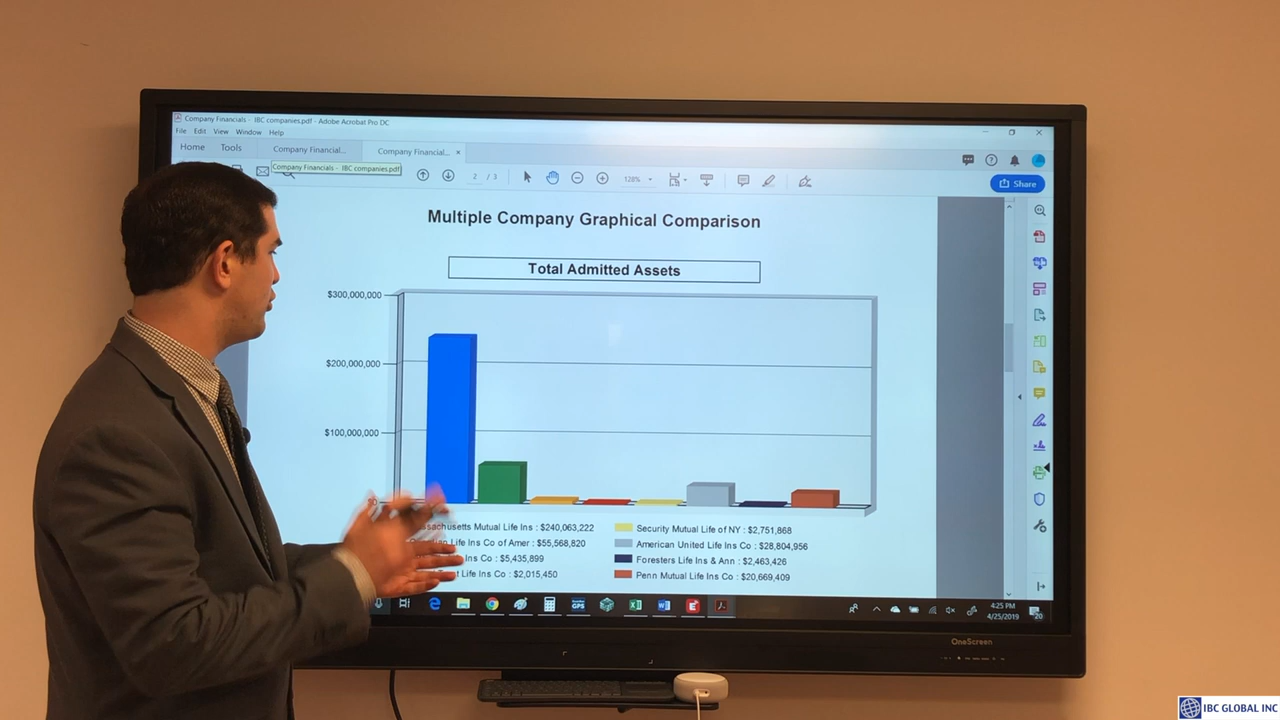 Company Financials - IBC companies.pdf - Adobe Acrobat Pro DC
File Edit View Window Help
Home Tools Company Financial... Company Financial... ×
Company Financials - IBC companies.pdf
2 / 3 128%
Share
Multiple Company Graphical Comparison
Total Admitted Assets
$300,000,000
$200,000,000
$100,000,000
Mutual Life Ins : $240,063,222
Life Ins Co of Amer : $55,568,820
Ins Co : $5,435,899
Life Ins Co : $2,015,450
Security Mutual Life of NY : $2,751,868
American United Life Ins Co : $28,804,956
Foresters Life Ins & Ann : $2,463,426
Penn Mutual Life Ins Co : $20,669,409
4:25 PM
4/25/2019
20
OneScreen
IBC GLOBAL INC